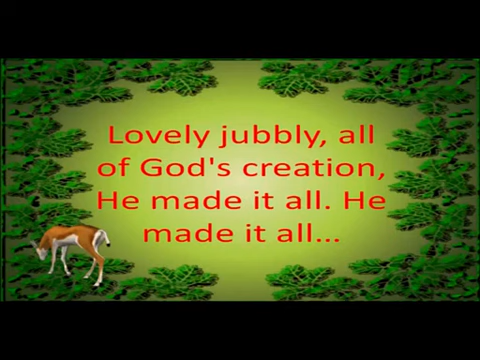 Lovely jubbly, all
of God's creation,
He made it all. He
made it all...